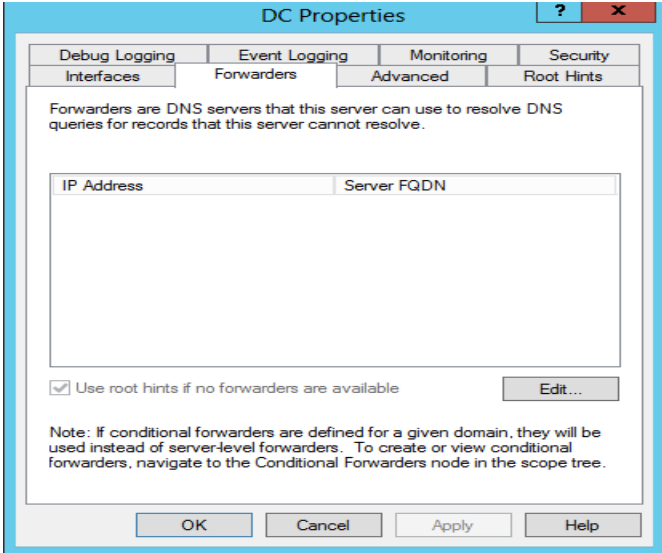 DC Properties
? x
Debug Logging Event Logging Monitoring Security
Interfaces Forwarders Advanced Root Hints
Forwarders are DNS servers that this server can use to resolve DNS
queries for records that this server cannot resolve.
IP Address Server FQDN
Use root hints if no forwarders are available Edit...
Note: If conditional forwarders are defined for a given domain, they will be
used instead of server-level forwarders. To create or view conditional
forwarders, navigate to the Conditional Forwarders node in the scope tree.
OK Cancel Apply Help